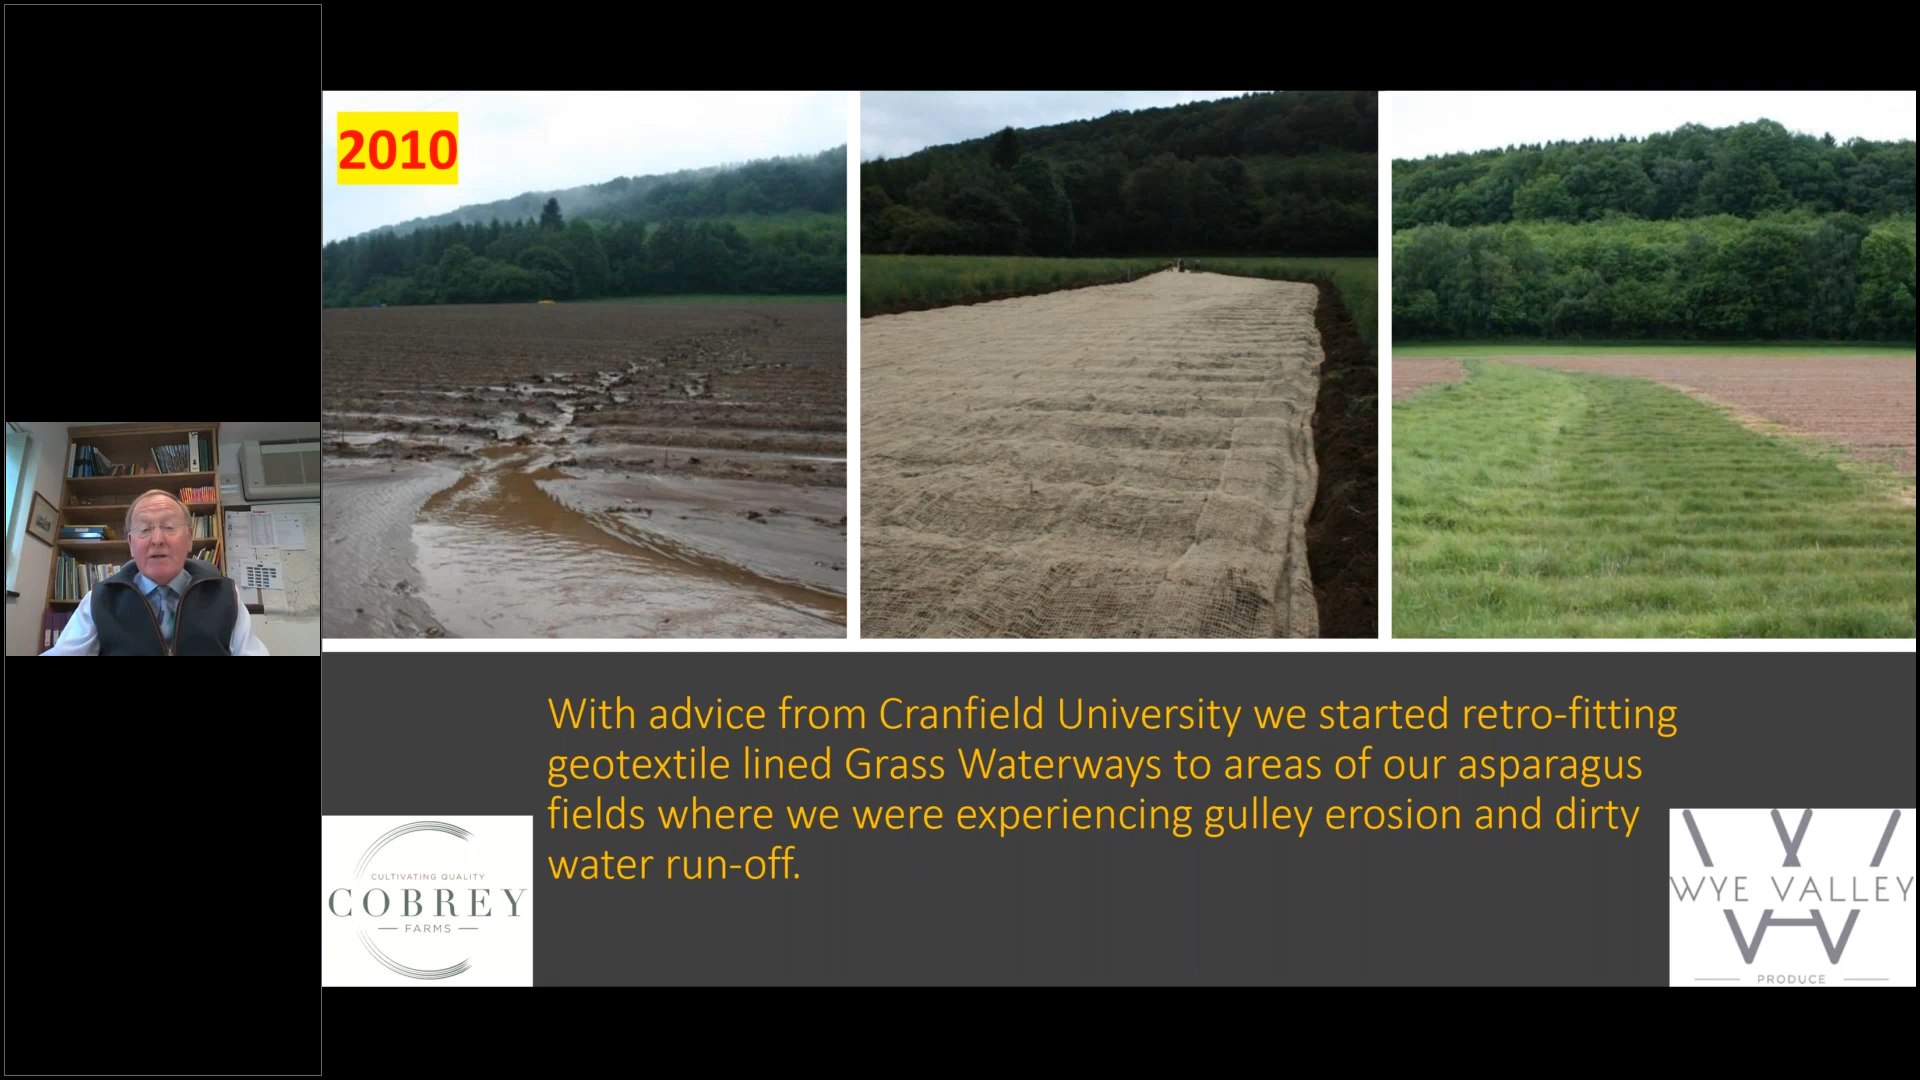 2010
With advice from Cranfield University we started retro-fitting
geotextile lined Grass Waterways to areas of our asparagus
fields where we were experiencing gulley erosion and dirty
water run-off.
CULTIVATING QUALITY
COBREY
FARMS
WYE VALLEY
PRODUCE